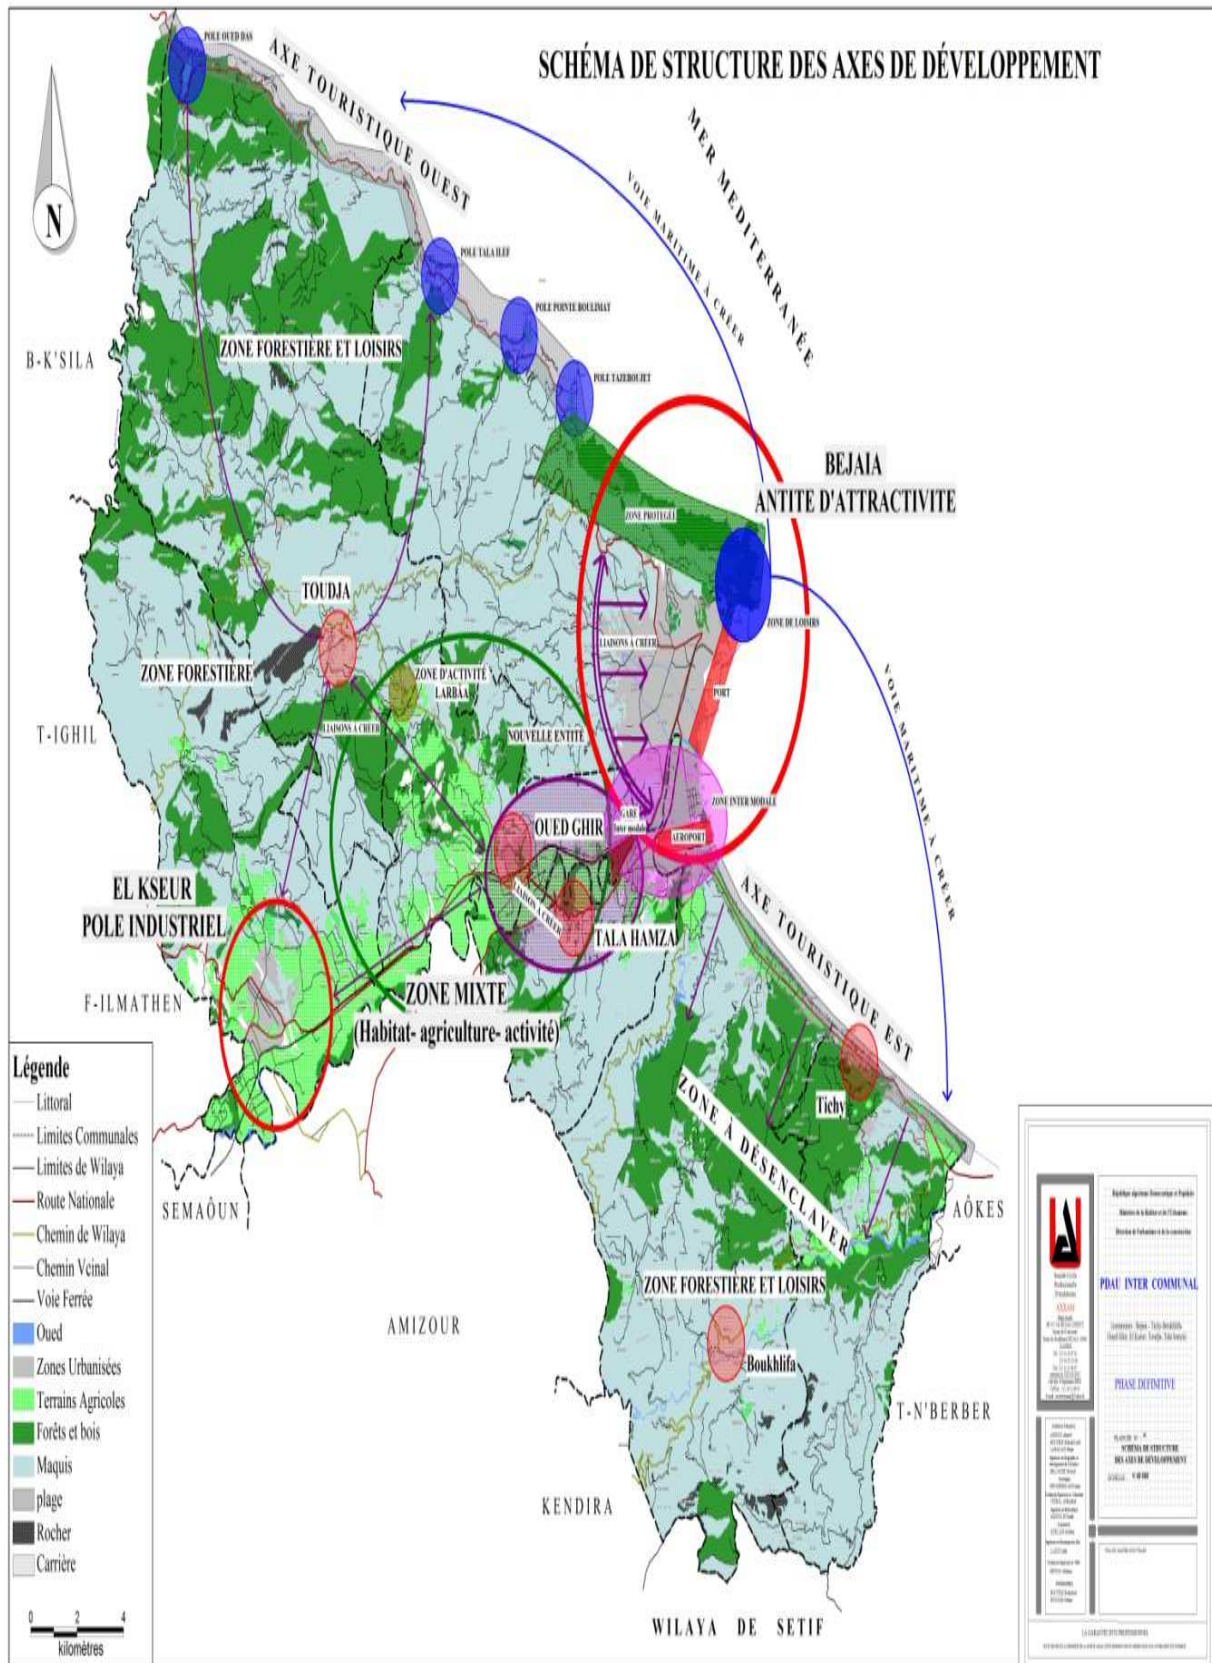 SCHÉMA DE STRUCTURE DES AXES DE DÉVELOPPEMENT
POLE OUED DAS
AXE TOURISTIQUE OUEST
MER MEDITERRANÉE
VOIE MARITIME À CRÉER
N
POLE TALA ILEF
POLE POINTE BOULIMAT
POLE TAZEBOUJET
B-K'SILA
ZONE FORESTIÈRE ET LOISIRS
BEJAIA
ANTITE D'ATTRACTIVITE
ZONE PROTEGÉE
TOUDJA
ZONE DE LOISIRS
LIAISONS À CRÉER
ZONE FORESTIÈRE
ZONE D'ACTIVITÉ
LARBAA
PORT
VOIE MARITIME À CRÉER
T-IGHIL
LIAISONS À CRÉER
NOUVELLE ENTITÉ
ZONE INTER MODALE
GARE
Inter modale
OUED GHIR
AEROPORT
EL KSEUR
POLE INDUSTRIEL
LIAISON À CRÉER
TALA HAMZA
AXE TOURISTIQUE EST
F-ILMATHEN
ZONE MIXTE
(Habitat- agriculture- activité)
Tichy
ZONE À DÉSENCLAVER
SEMAÔUN
AÔKES
ZONE FORESTIÈRE ET LOISIRS
AMIZOUR
Boukhlifa
T-N'BERBER
KENDIRA
WILAYA DE SETIF
Légende
Littoral
Limites Communales
Limites de Wilaya
Route Nationale
Chemin de Wilaya
Chemin Vcinal
Voie Ferrée
Oued
Zones Urbanisées
Terrains Agricoles
Forêts et bois
Maquis
plage
Rocher
Carrière
0 2 4
kilomètres
PDAU INTER COMMUNAL
PHASE DEFINITIVE
SCHÉMA DE STRUCTURE
DES AXES DE DÉVELOPPEMENT